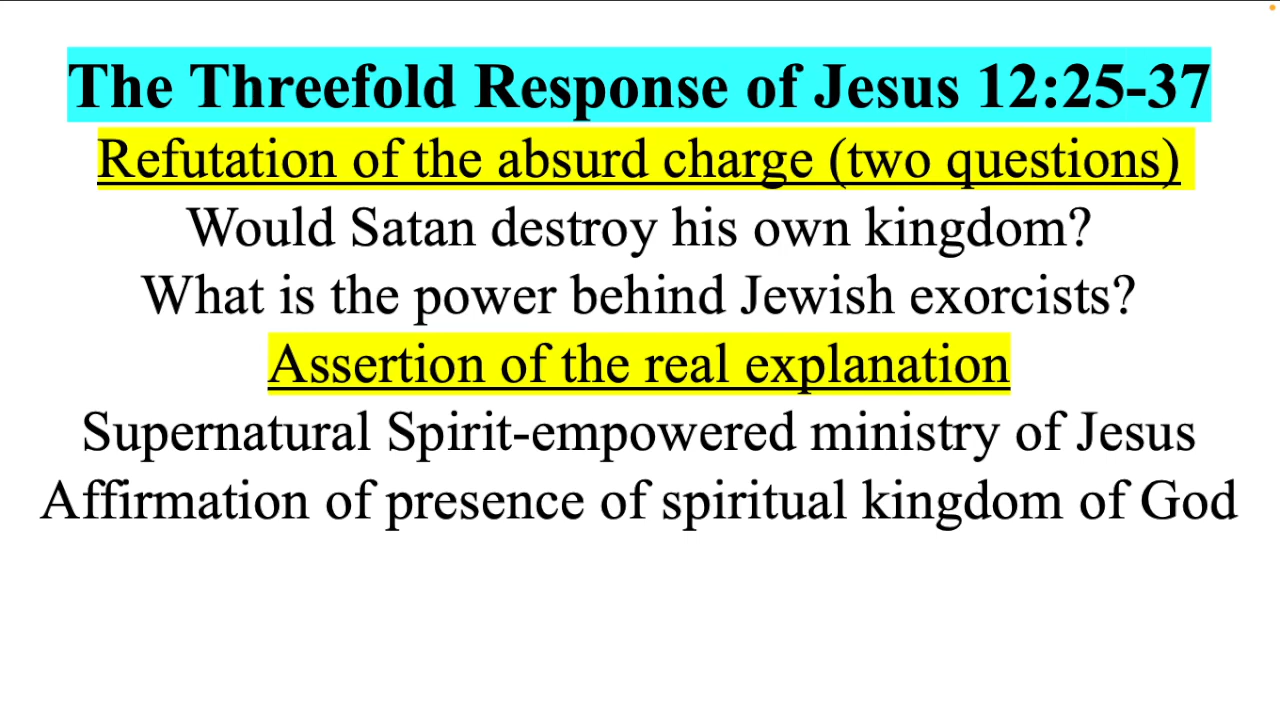 The Threefold Response of Jesus 12:25-37
Refutation of the absurd charge (two questions)
Would Satan destroy his own kingdom?
What is the power behind Jewish exorcists?
Assertion of the real explanation
Supernatural Spirit-empowered ministry of Jesus
Affirmation of presence of spiritual kingdom of God